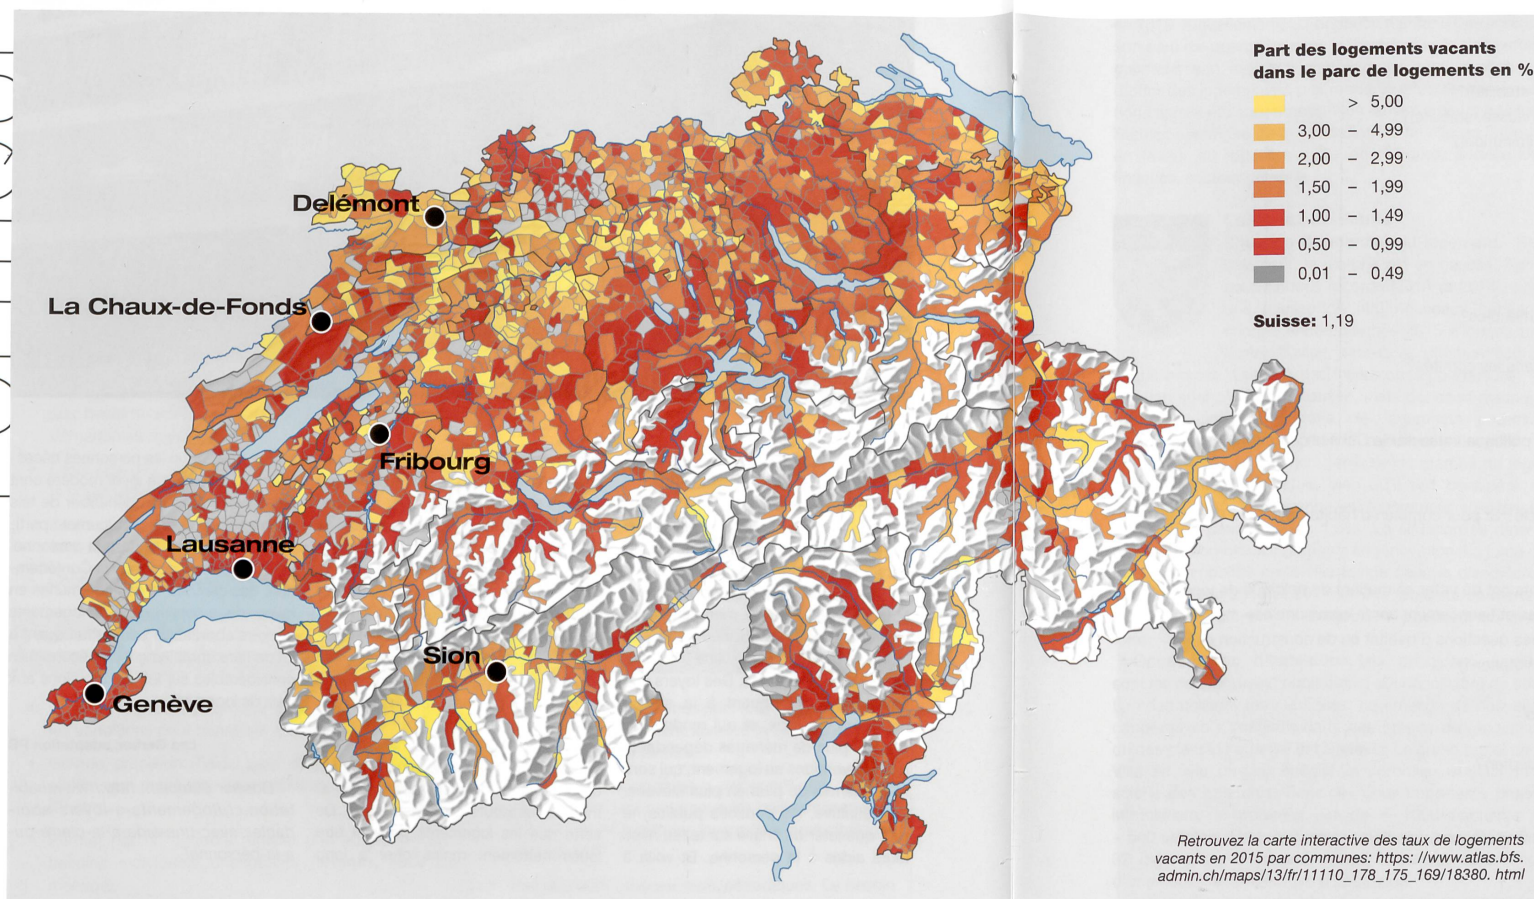 Part des logements vacants
dans le parc de logements en %
> 5,00
3,00 – 4,99
2,00 – 2,99
1,50 – 1,99
1,00 – 1,49
0,50 – 0,99
0,01 – 0,49
Suisse: 1,19
Delémont
La Chaux-de-Fonds
Fribourg
Lausanne
Sion
Genève
Retrouvez la carte interactive des taux de logements
vacants en 2015 par communes: https: //www.atlas.bfs.
admin.ch/maps/13/fr/11110_178_175_169/18380. html